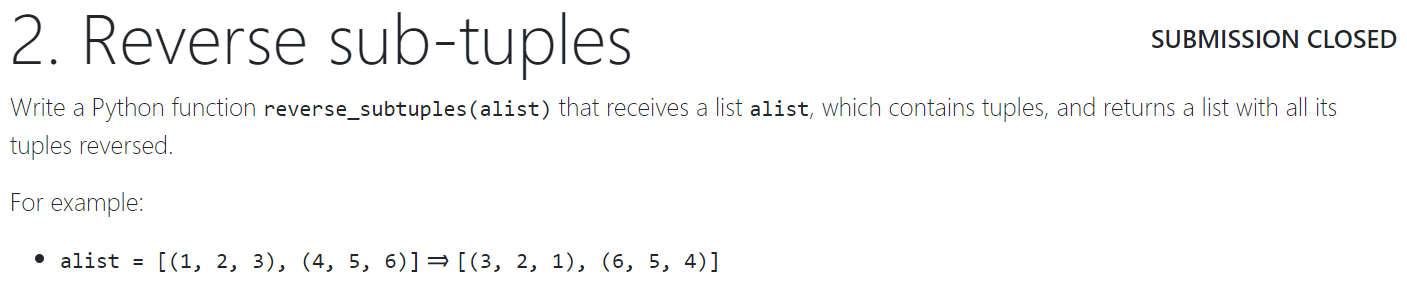 2. Reverse sub-tuples
SUBMISSION CLOSED
Write a Python function reverse_subtuples(alist) that receives a list alist, which contains tuples, and returns a list with all its
tuples reversed.
For example:
• alist = [(1, 2, 3), (4, 5, 6)] ⇒ [(3, 2, 1), (6, 5, 4)]